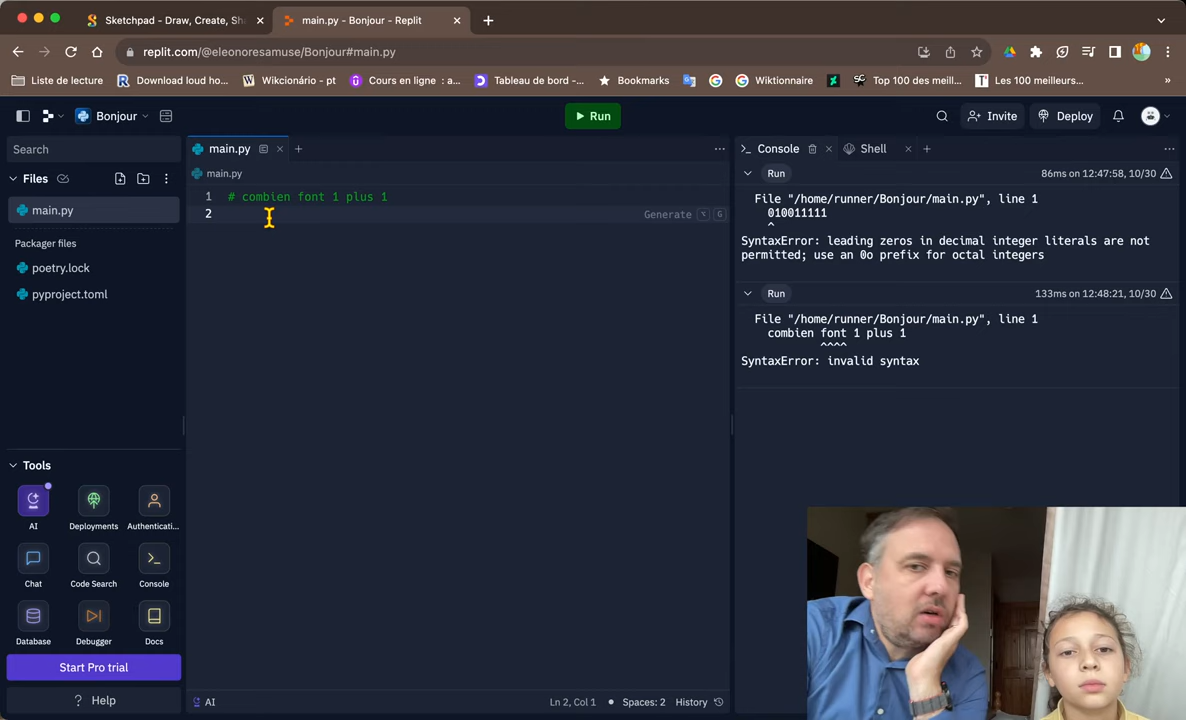 Sketchpad - Draw, Create, Sh
main.py - Bonjour - Replit
replit.com/@eleonoresamuse/Bonjour#main.py
Liste de lecture
Download loud ho...
Wikcionário - pt
Cours en ligne : a...
Tableau de bord -...
Bookmarks
Wiktionnaire
Top 100 des meill...
Les 100 meilleurs...
»
Bonjour
Run
Invite
Deploy
Search
main.py
Console
Shell
Files
main.py
main.py
Packager files
poetry.lock
pyproject.toml
1 # combien font 1 plus 1
2
Generate ⌥ G
Run
86ms on 12:47:58, 10/30
File "/home/runner/Bonjour/main.py", line 1
010011111
^
SyntaxError: leading zeros in decimal integer literals are not
permitted; use an 0o prefix for octal integers
Run
133ms on 12:48:21, 10/30
File "/home/runner/Bonjour/main.py", line 1
combien font 1 plus 1
^^^^
SyntaxError: invalid syntax
Tools
AI
Deployments
Authenticati...
Chat
Code Search
Console
Database
Debugger
Docs
Start Pro trial
? Help
AI
Ln 2, Col 1
Spaces: 2
History